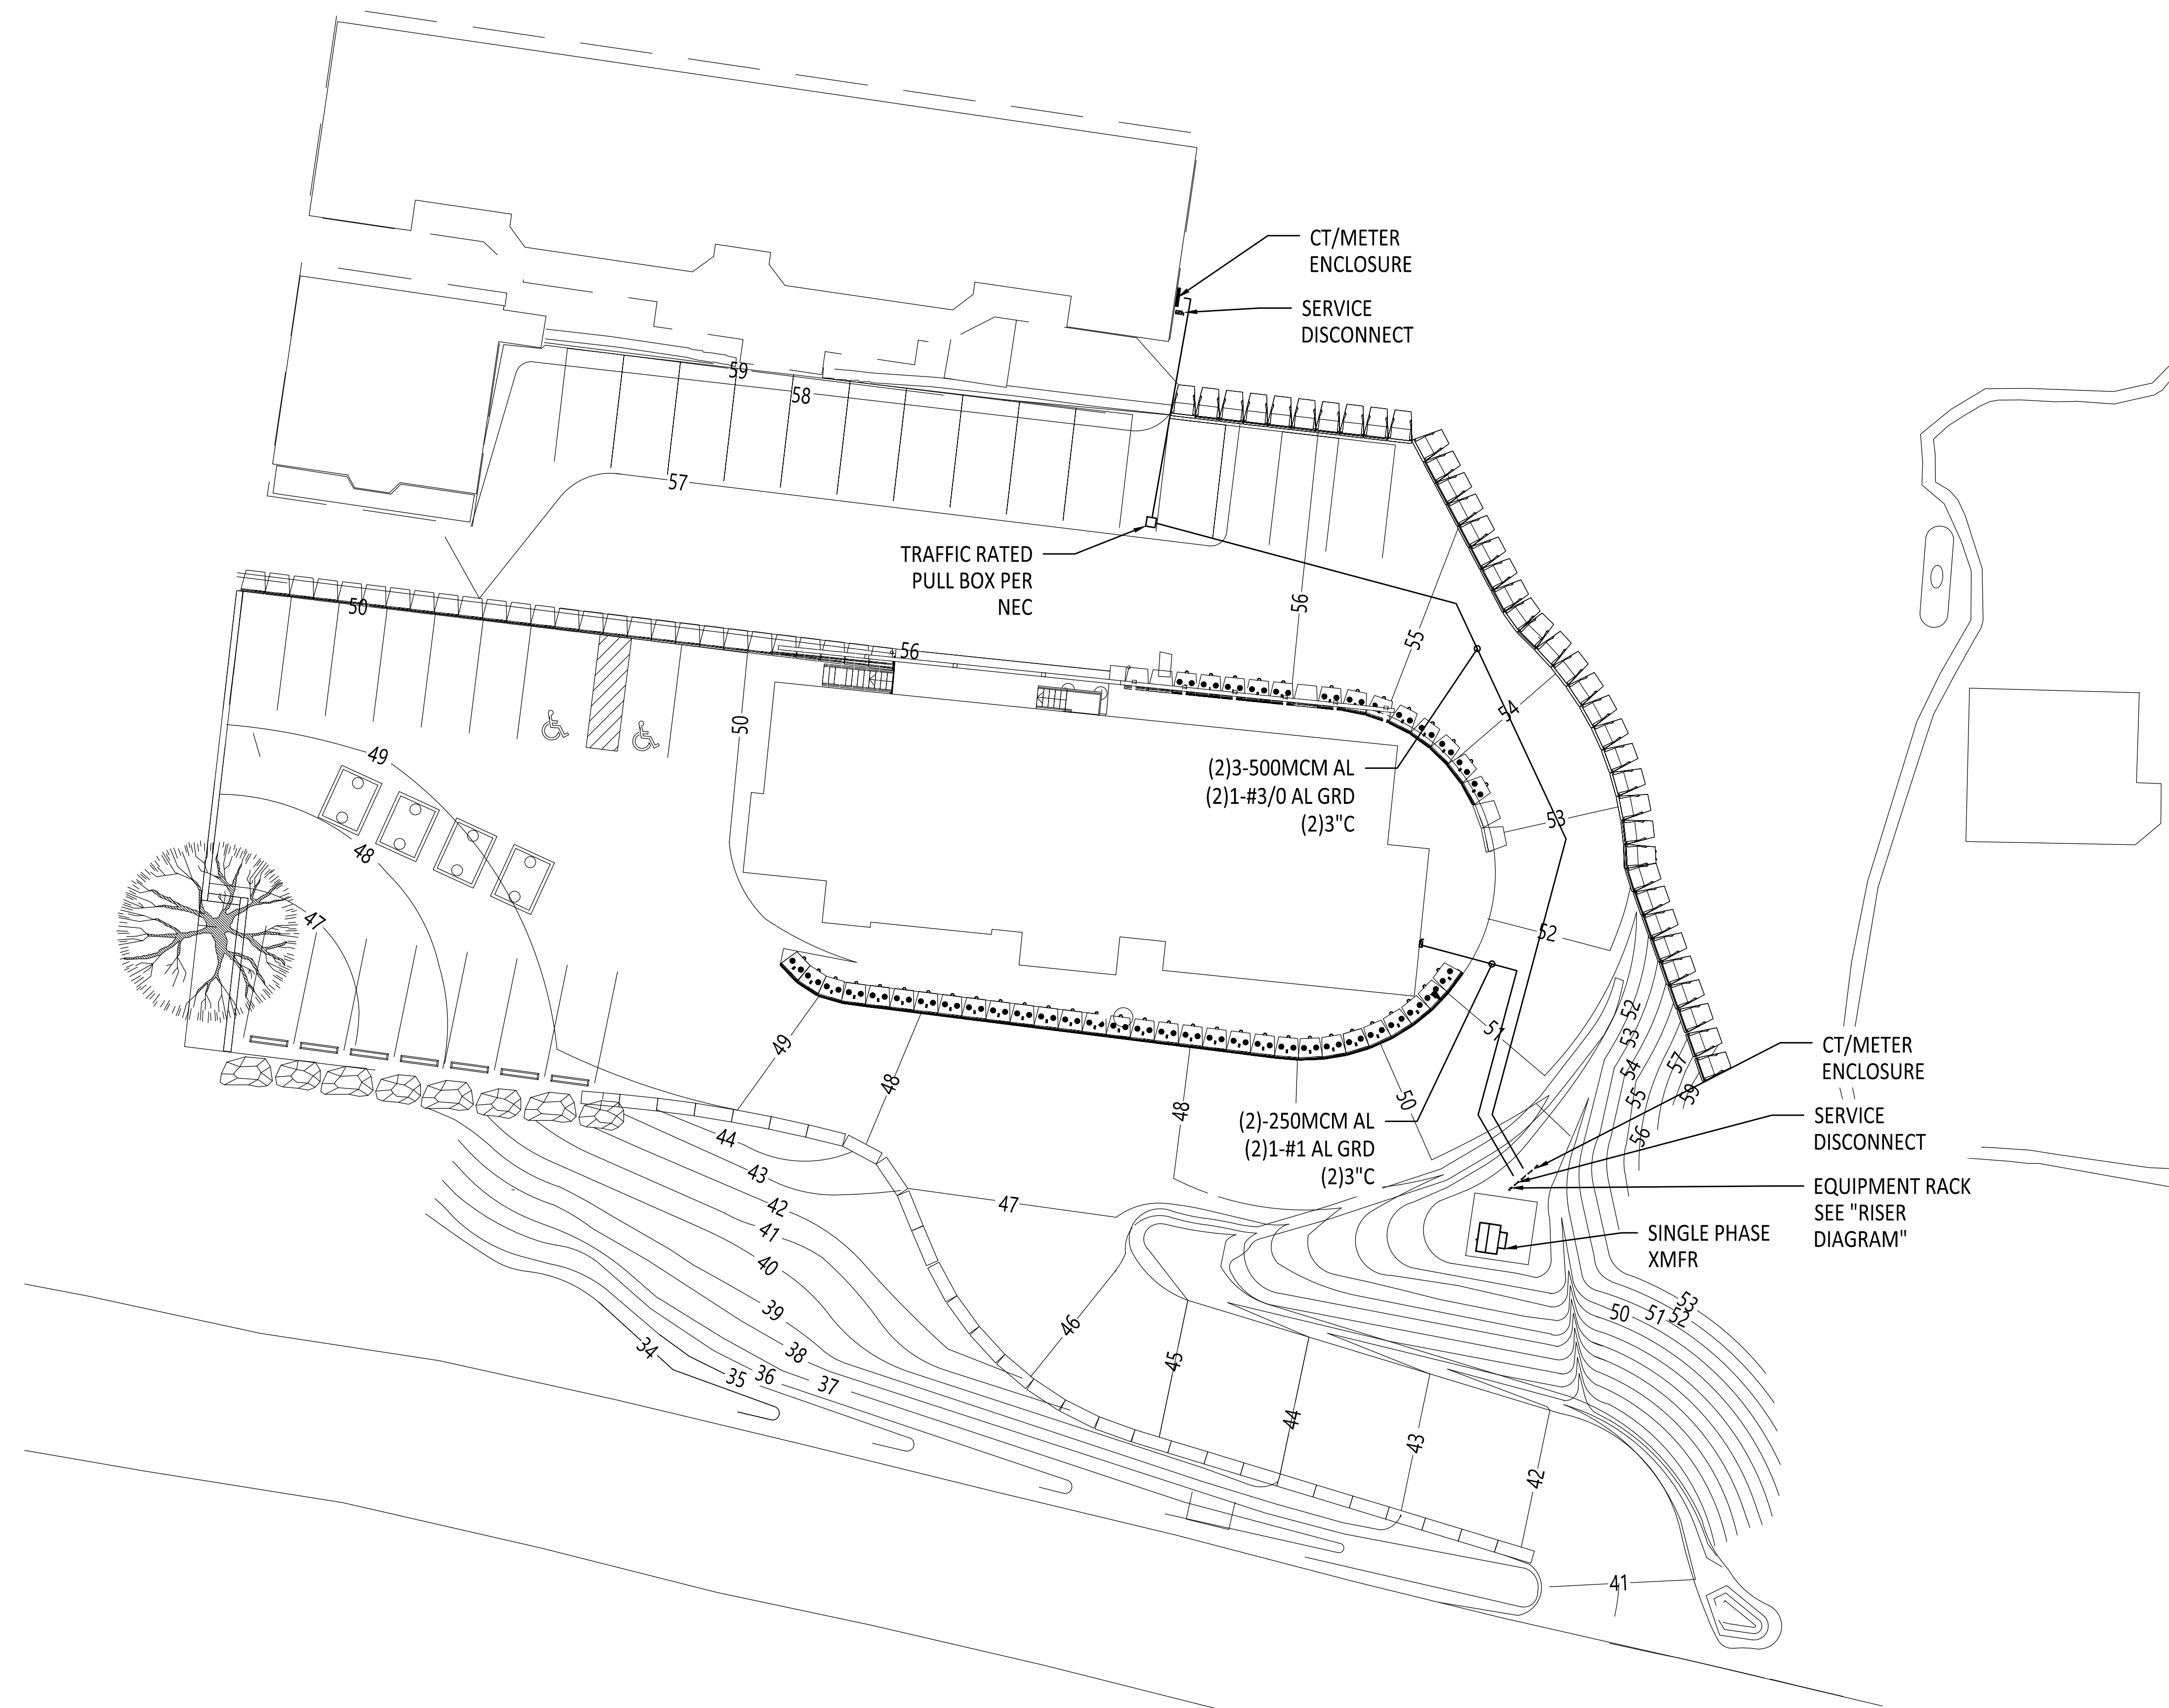 CT/METER
ENCLOSURE
SERVICE
DISCONNECT
59
58
57
TRAFFIC RATED
PULL BOX PER
NEC
50
56
55
56
54
50
49
(2)3-500MCM AL
(2)1-#3/0 AL GRD
(2)3"C
53
48
47
52
52
51
53
49
54
57
CT/METER
ENCLOSURE
48
55
59
50
48
56
(2)-250MCM AL
(2)1-#1 AL GRD
(2)3"C
SERVICE
DISCONNECT
44
43
EQUIPMENT RACK
SEE "RISER
DIAGRAM"
42
47
41
SINGLE PHASE
XMFR
40
39
53
50
51
52
46
34
38
45
35
36
37
44
43
42
41